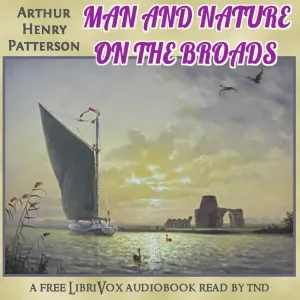 ARTHUR
HENRY
PATTERSON
MAN AND NATURE
ON THE BROADS
A FREE LIBRIVOX AUDIOBOOK READ BY TND